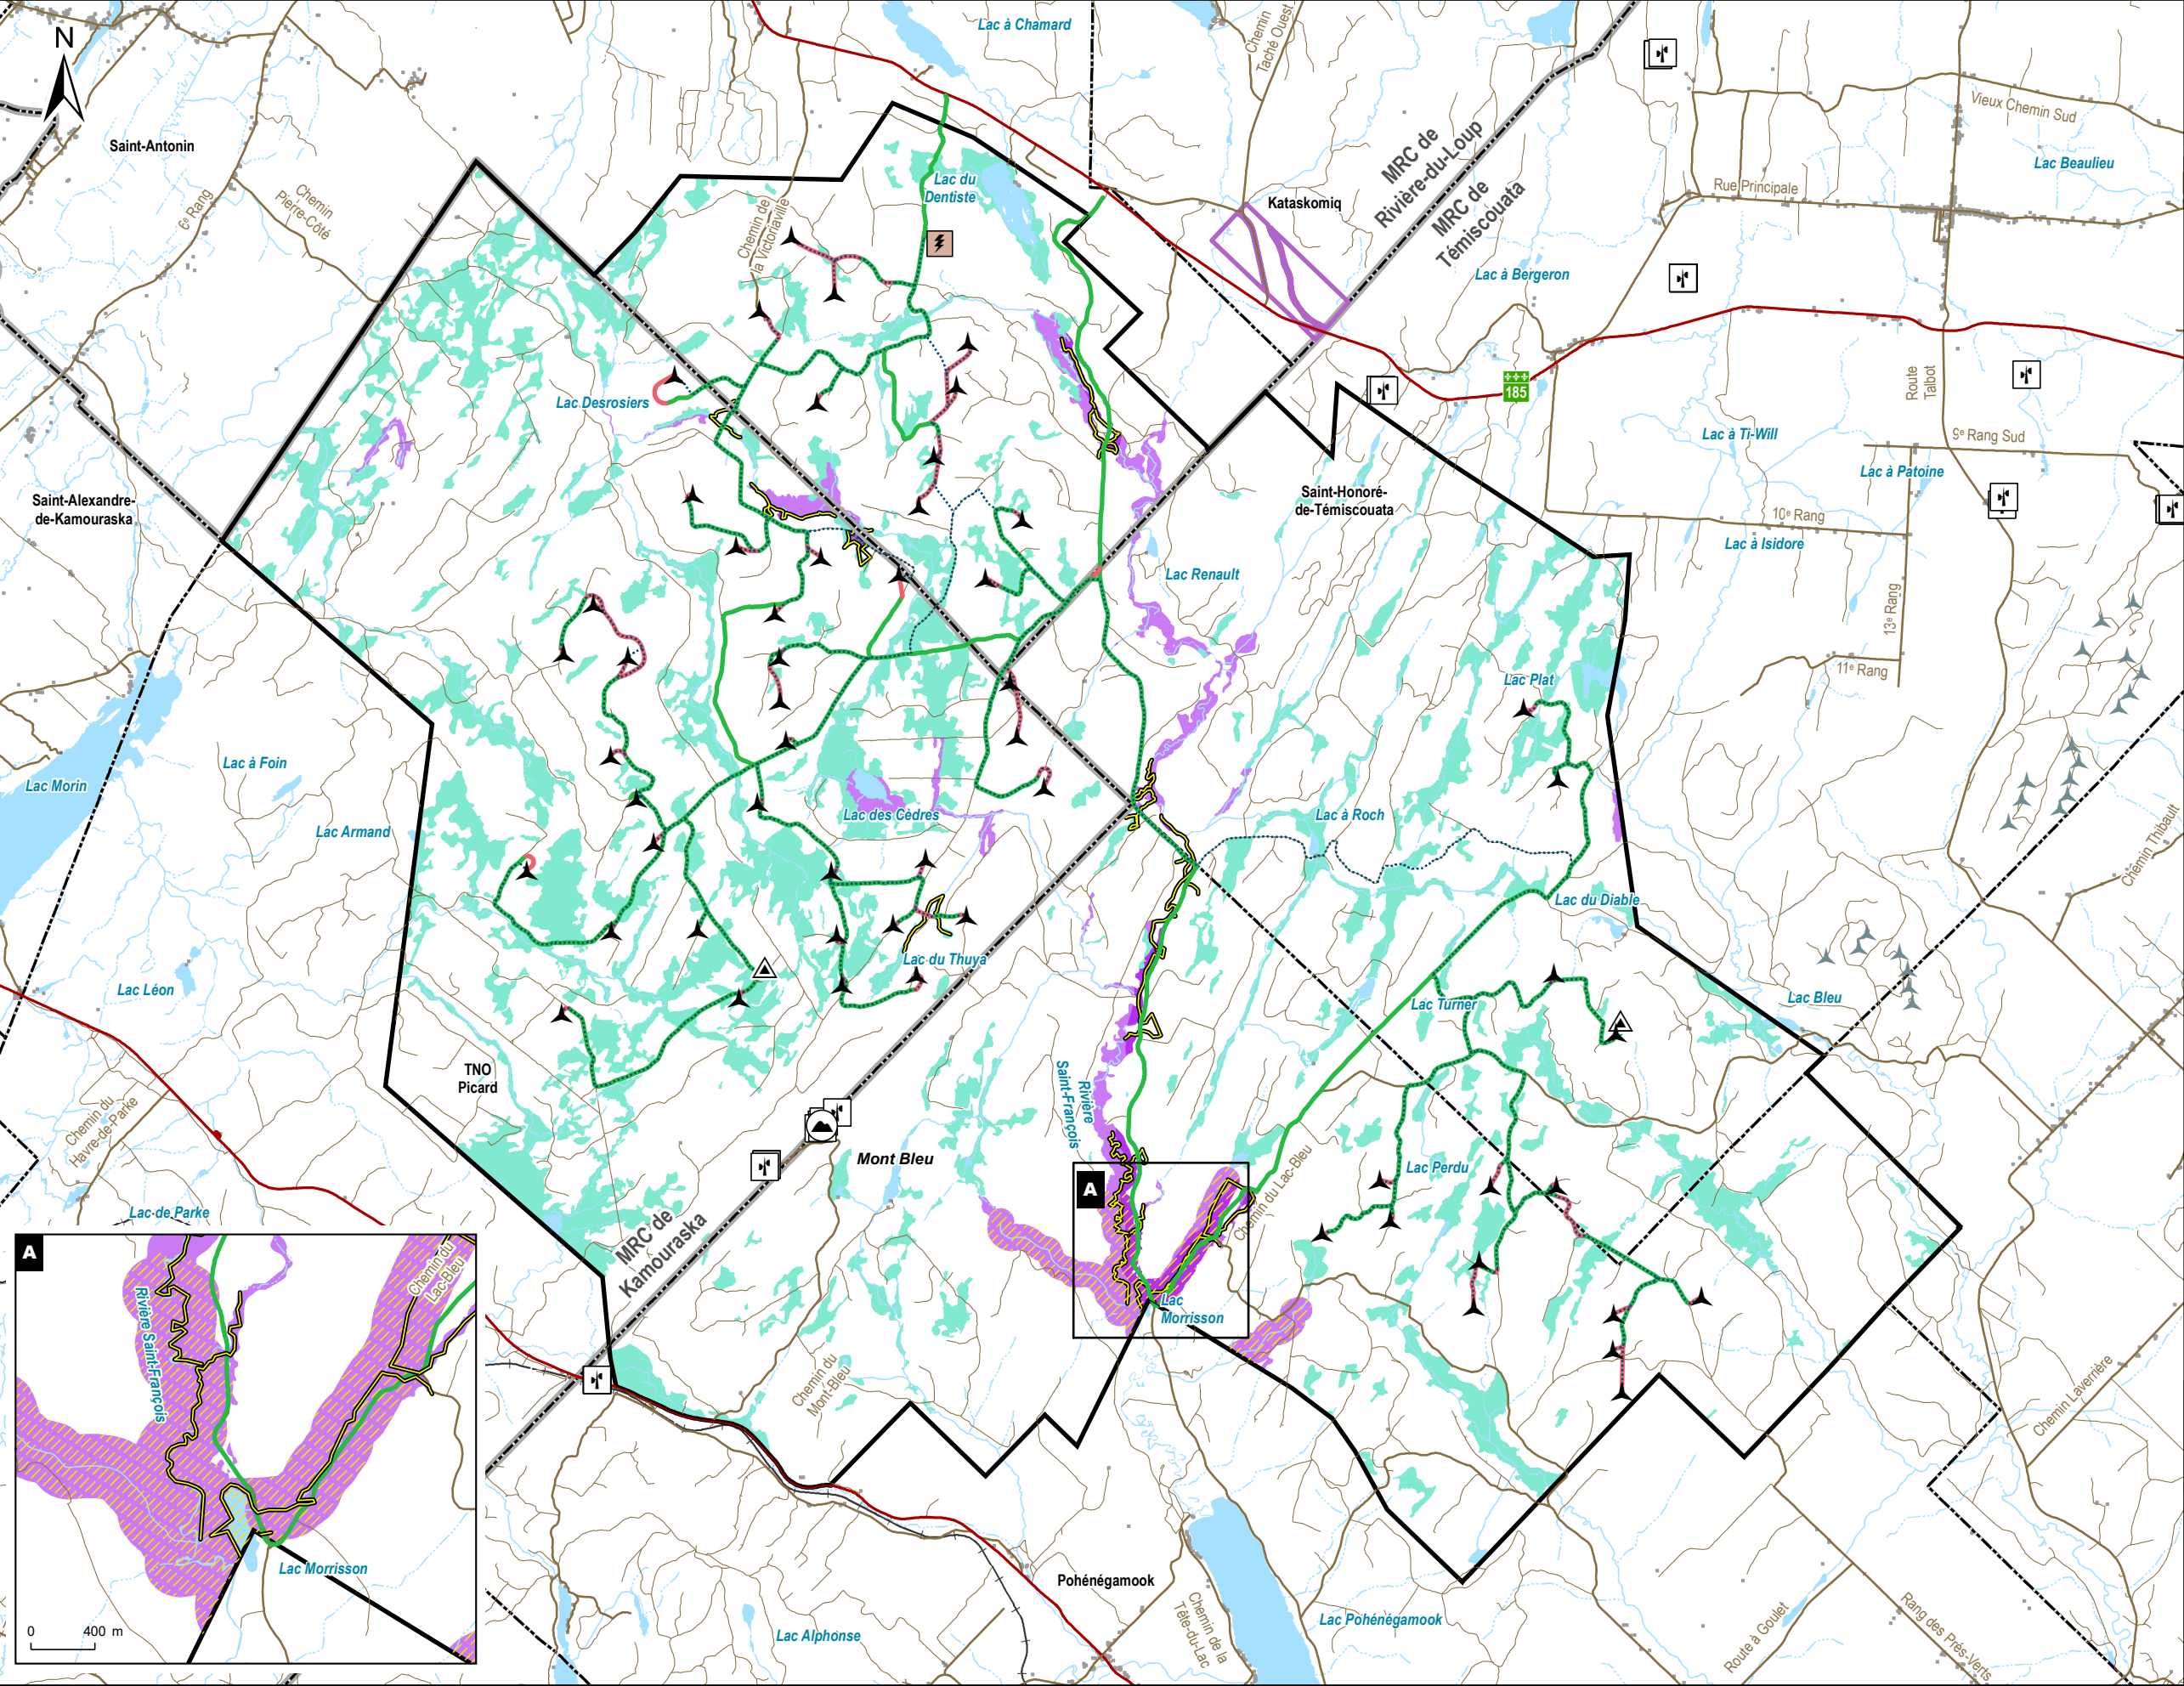 N
Saint-Antonin
6e Rang
Chemin
Pierre-Côté
Lac à Chamard
Chemin
Taché Ouest
Vieux Chemin Sud
Lac Beaulieu
Rue Principale
MRC de
Rivière-du-Loup
MRC de
Témiscouata
Kataskomiq
Lac du
Dentiste
Chemin de
la Victoriaville
Lac à Bergeron
185
Route
Talbot
Lac Desrosiers
Lac à Ti-Will
9e Rang Sud
Lac à Patoine
Saint-Alexandre-
de-Kamouraska
Saint-Honoré-
de-Témiscouata
10e Rang
Lac à Isidore
Lac Renault
13e Rang
11e Rang
Lac Plat
Lac Morin
Lac à Foin
Lac Armand
Lac des Cèdres
Lac à Roch
Chemin Thibault
Lac du Diable
Lac du Thuya
Lac Léon
Lac Turner
Lac Bleu
TNO
Picard
Rivière
Saint-François
Chemin du
Havre-de-Parke
Mont Bleu
Lac Perdu
Chemin du Lac-Bleu
A
Lac de Parke
MRC de
Kamouraska
Lac
Morrisson
Chemin du
Mont-Bleu
Chemin Laverrière
A
Chemin du
Lac-Bleu
Rivière Saint-François
Lac Morrisson
0 400 m
Pohénégamook
Lac Alphonse
Chemin de la
Tête-du-Lac
Lac Pohénégamook
Route à Goulet
Rang des Prés-Verts